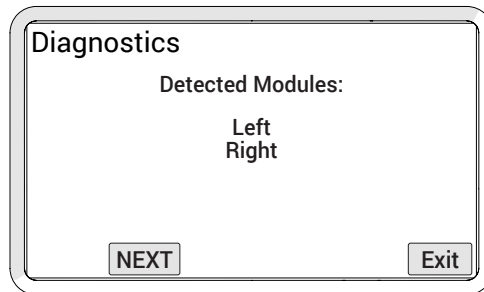 Diagnostics
Detected Modules:
Left
Right
NEXT
Exit